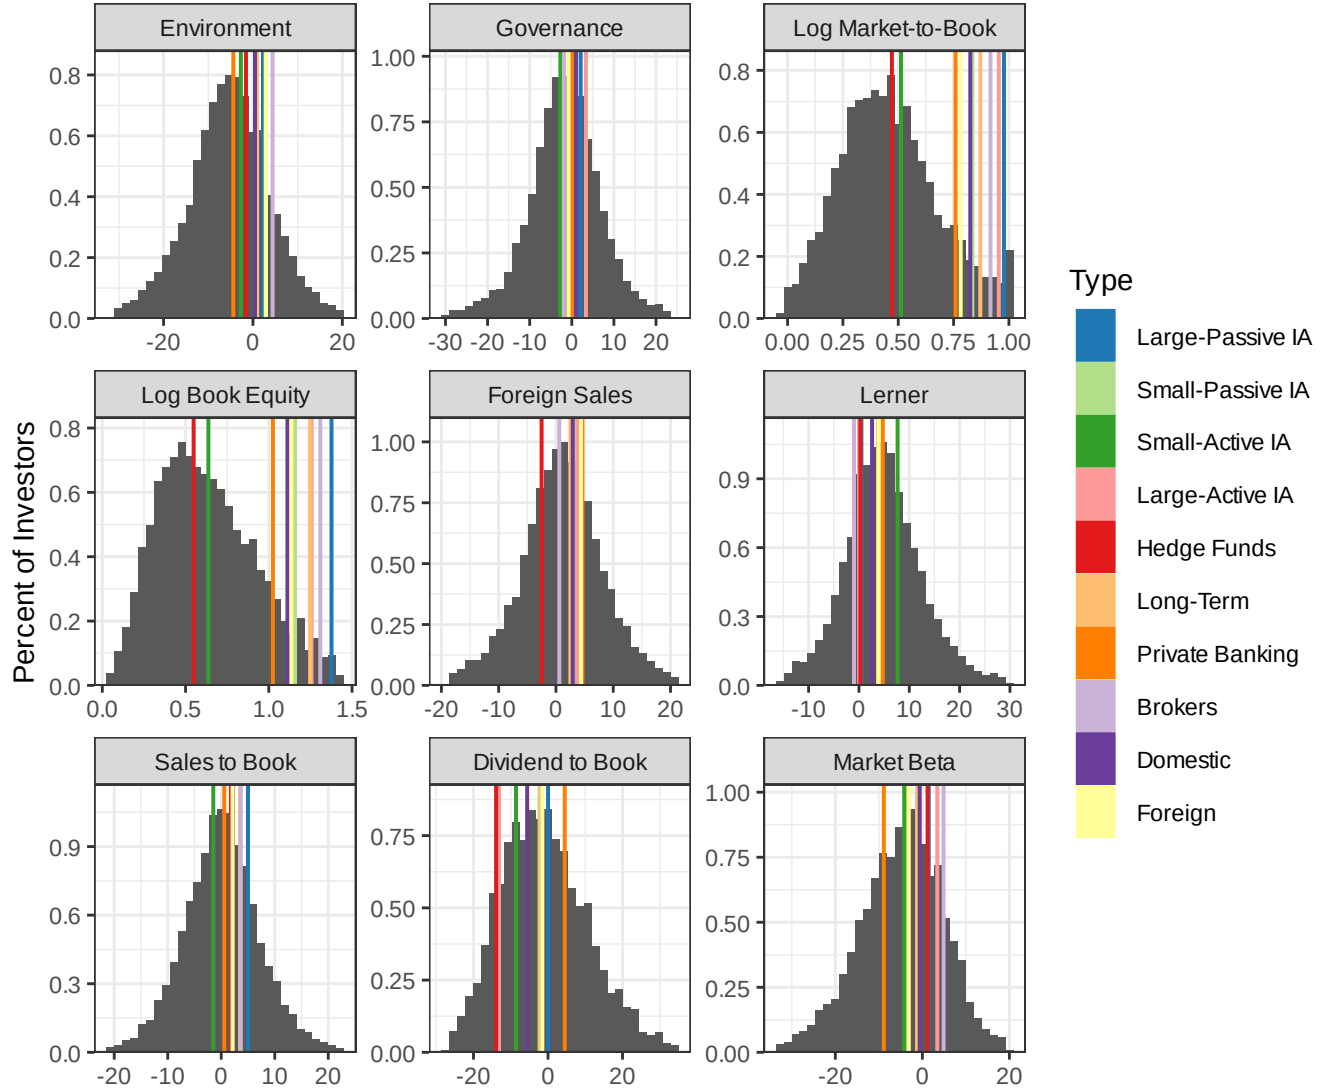 Environment
Governance
Log Market-to-Book
0.8
0.6
0.4
0.2
0.0
-20 0 20
1.00
0.75
0.50
0.25
0.00
-30 -20 -10 0 10 20
0.8
0.6
0.4
0.2
0.0
0.00 0.25 0.50 0.75 1.00
Log Book Equity
Foreign Sales
Lerner
0.8
0.6
0.4
0.2
0.0
0.0 0.5 1.0 1.5
1.00
0.75
0.50
0.25
0.00
-20 -10 0 10 20
0.9
0.6
0.3
0.0
-10 0 10 20 30
Sales to Book
Dividend to Book
Market Beta
0.9
0.6
0.3
0.0
-20 -10 0 10 20
0.75
0.50
0.25
0.00
-20 0 20
1.00
0.75
0.50
0.25
0.00
-20 0 20
Percent of Investors
Type
Large-Passive IA
Small-Passive IA
Small-Active IA
Large-Active IA
Hedge Funds
Long-Term
Private Banking
Brokers
Domestic
Foreign